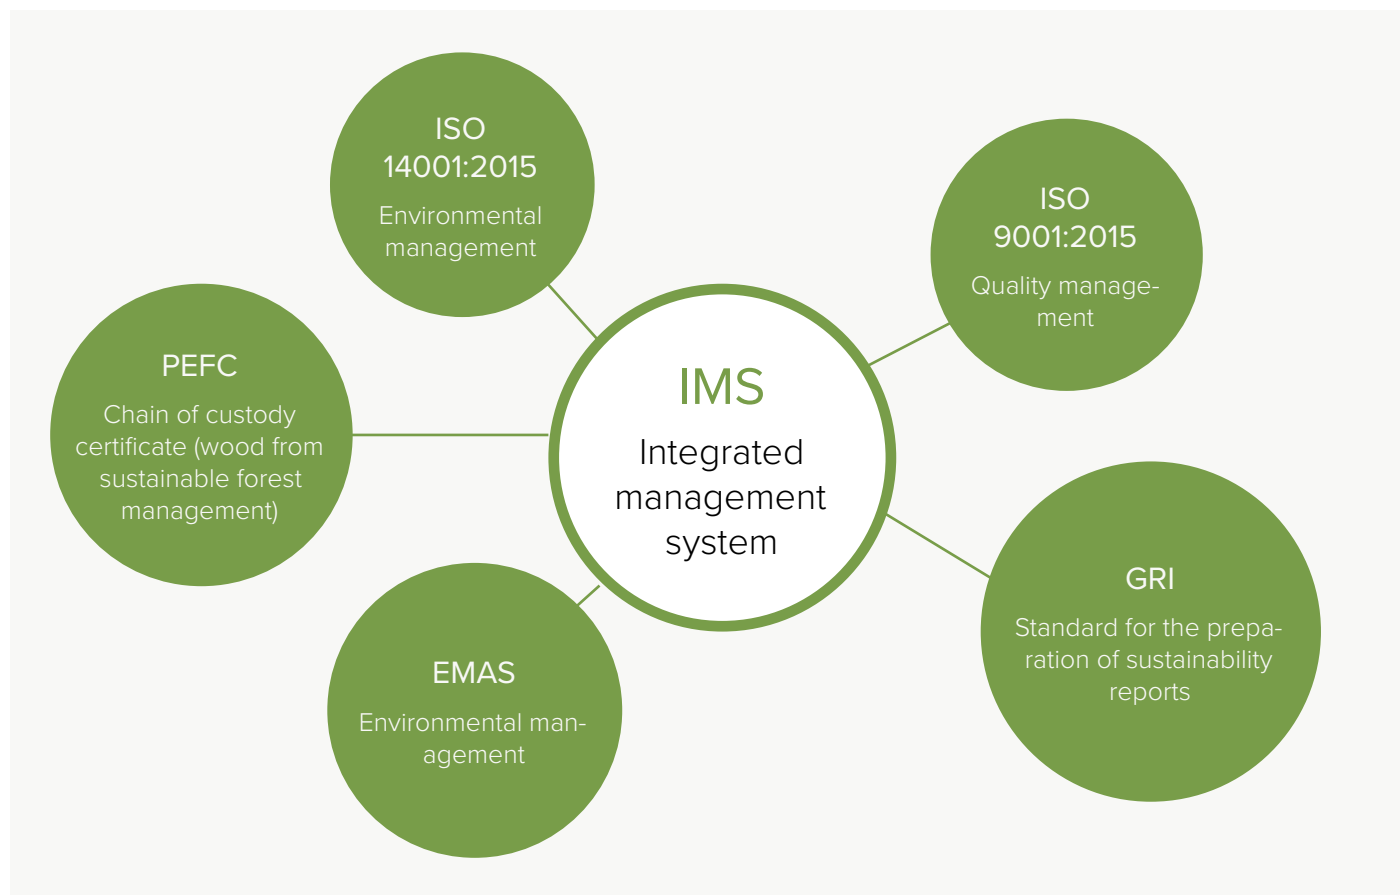 ISO
14001:2015
Environmental
management
ISO
9001:2015
Quality manage-
ment
PEFC
Chain of custody
certificate (wood from
sustainable forest
management)
IMS
Integrated
management
system
GRI
Standard for the prepa-
ration of sustainability
reports
EMAS
Environmental man-
agement